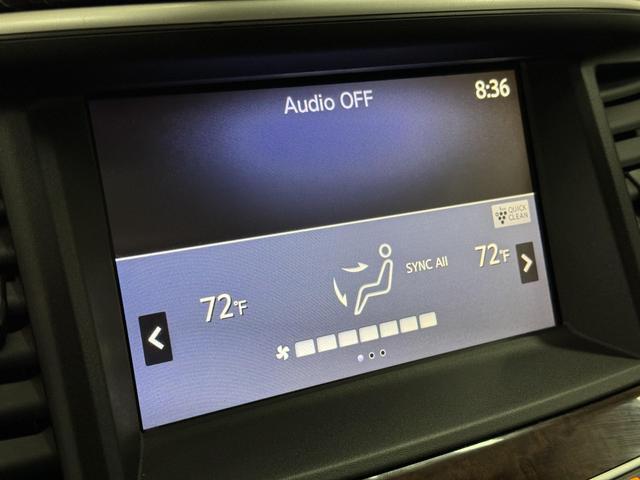 Audio OFF
8:36
QUICK
CLEAN
72°F
SYNC All
72°F